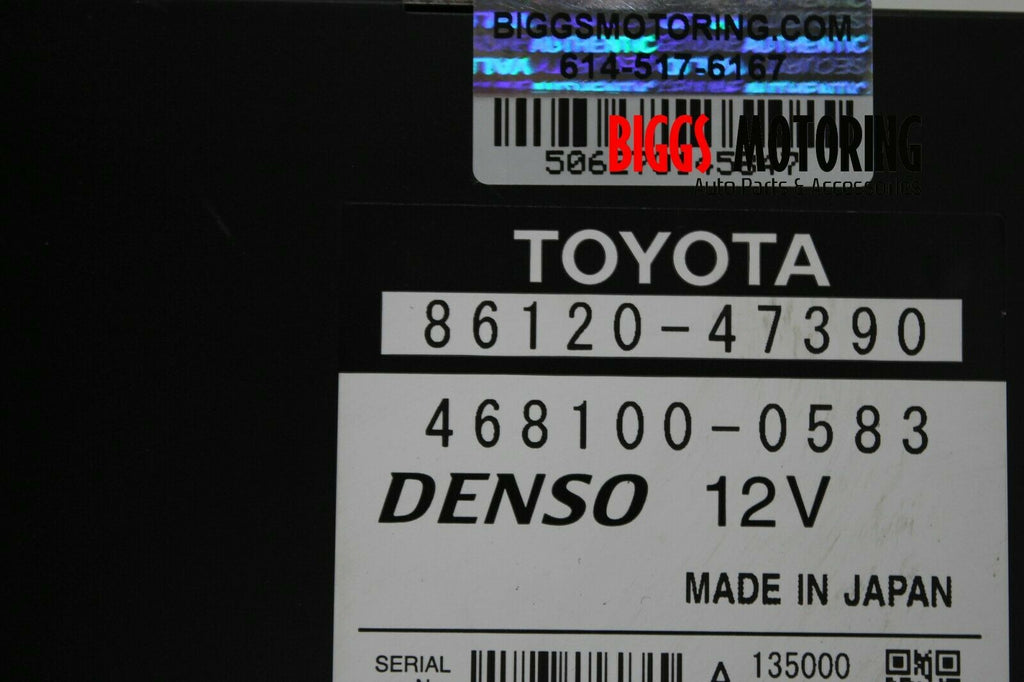 BIGGSMOTORING.COM
614-517-6167
BIGGS MOTORING
Auto Parts & Accessories
TOYOTA
86120-47390
468100-0583
DENSO 12V
MADE IN JAPAN
SERIAL
A 135000